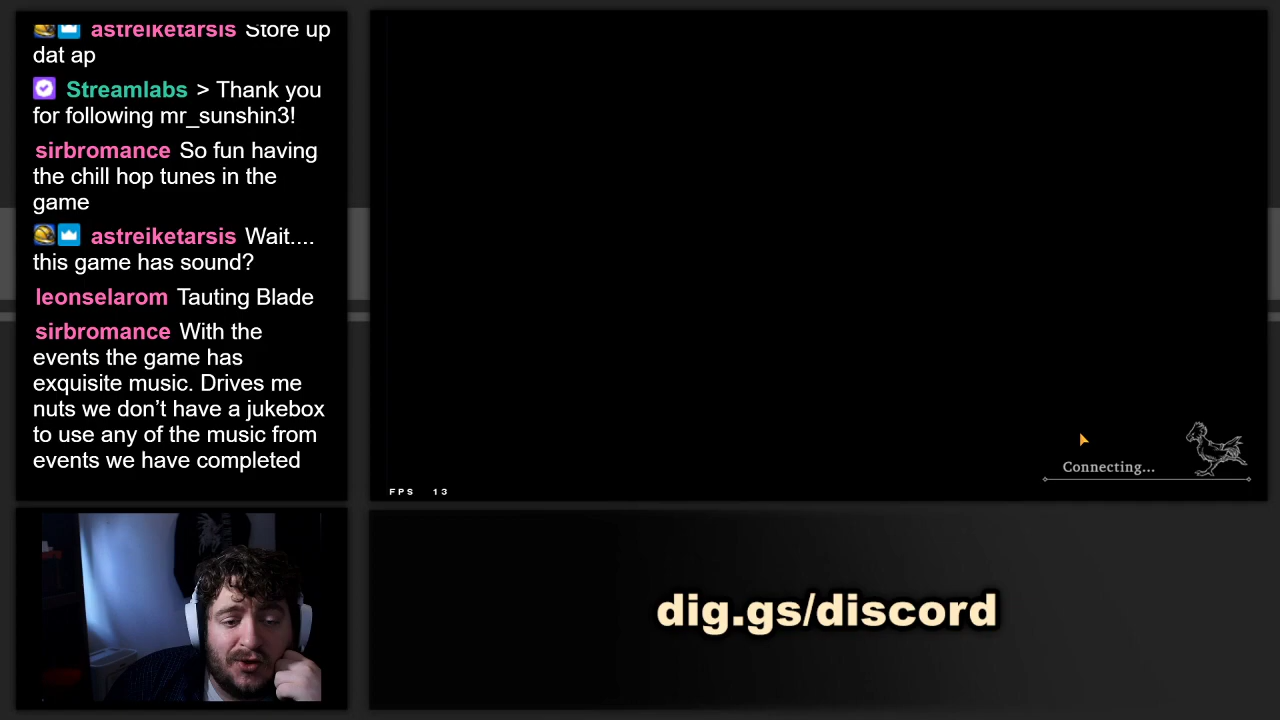 astreiketarsis Store up
dat ap
Streamlabs > Thank you
for following mr_sunshin3!
sirbromance So fun having
the chill hop tunes in the
game
astreiketarsis Wait....
this game has sound?
leonselarom Tauting Blade
sirbromance With the
events the game has
exquisite music. Drives me
nuts we don’t have a jukebox
to use any of the music from
events we have completed
Connecting...
FPS 13
dig.gs/discord